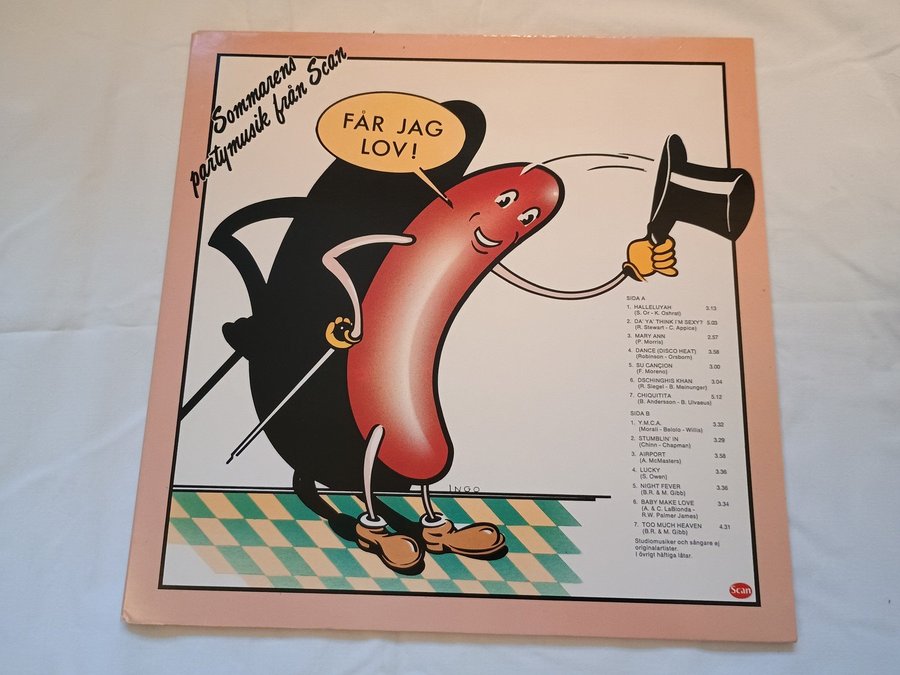 Sommarens
partymusik från Scan
FÅR JAG
LOV!
SIDA A
1. HALLELUYAH 3.13
(S. Or - K. Oshrat)
2. DA' YA' THINK I'M SEXY? 5.03
(R. Stewart - C. Appice)
3. MARY ANN 2.57
(P. Morris)
4. DANCE (DISCO HEAT) 3.58
(Robinson - Orsborn)
5. SU CANÇION 3.00
(F. Moreno)
6. DSCHINGHIS KHAN 3.04
(R. Siegel - B. Meinunger)
7. CHIQUITITA 5.12
(B. Andersson - B. Ulvaeus)
SIDA B
1. Y.M.C.A. 3.32
(Morali - Belolo - Willis)
2. STUMBLIN' IN 3.29
(Chinn - Chapman)
3. AIRPORT 3.58
(A. McMasters)
4. LUCKY 3.36
(S. Owen)
5. NIGHT FEVER 3.36
(B.R. & M. Gibb)
6. BABY MAKE LOVE 3.34
(A. & C. LaBionda -
R.W. Palmer James)
7. TOO MUCH HEAVEN 4.31
(B.R. & M. Gibb)
Studiomusiker och sångare ej
originalartister.
I övrigt häftiga låtar.
INGO
Scan